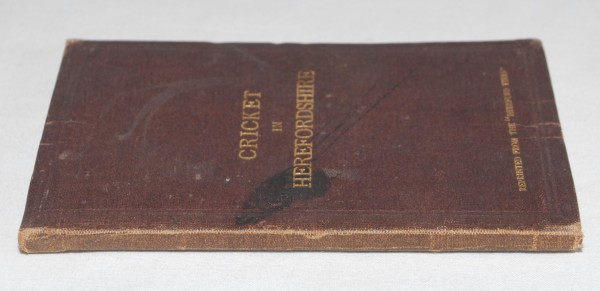 CRICKET
IN
HEREFORDSHIRE
REPRINTED FROM THE "HEREFORD TIMES"